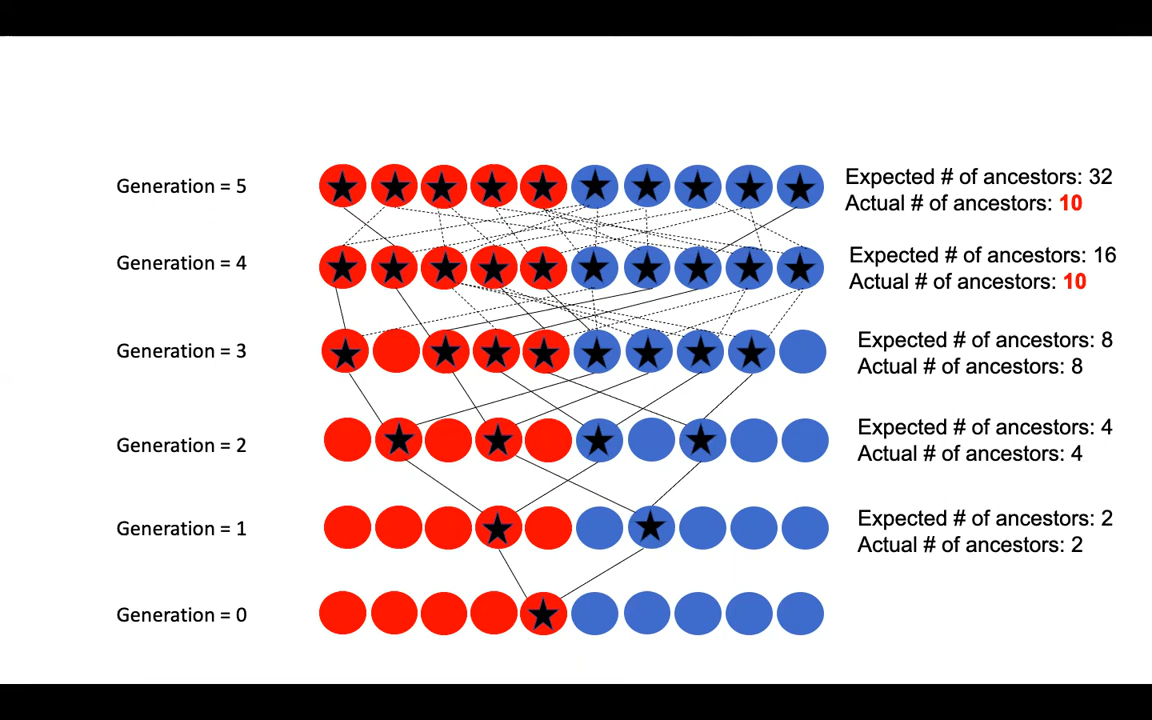 Generation = 5
Expected # of ancestors: 32
Actual # of ancestors: 10
Generation = 4
Expected # of ancestors: 16
Actual # of ancestors: 10
Generation = 3
Expected # of ancestors: 8
Actual # of ancestors: 8
Generation = 2
Expected # of ancestors: 4
Actual # of ancestors: 4
Generation = 1
Expected # of ancestors: 2
Actual # of ancestors: 2
Generation = 0